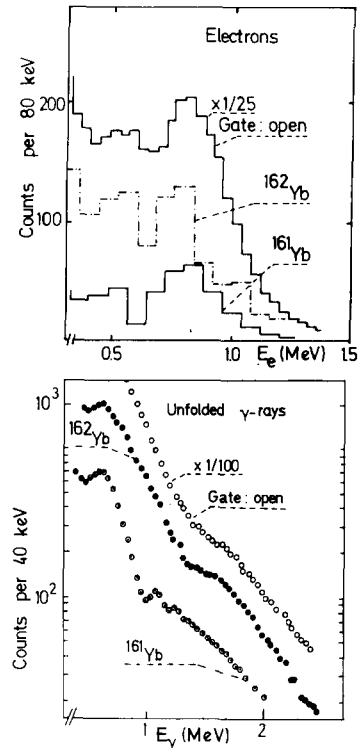 Electrons
Counts per 80 keV
200
100
x 1/25
Gate: open
162Yb
161Yb
0.5
1.0
1.5
Ee (MeV)
Unfolded γ-rays
Counts per 40 keV
10³
10²
162Yb
x 1/100
Gate: open
161Yb
1
2
Eγ (MeV)